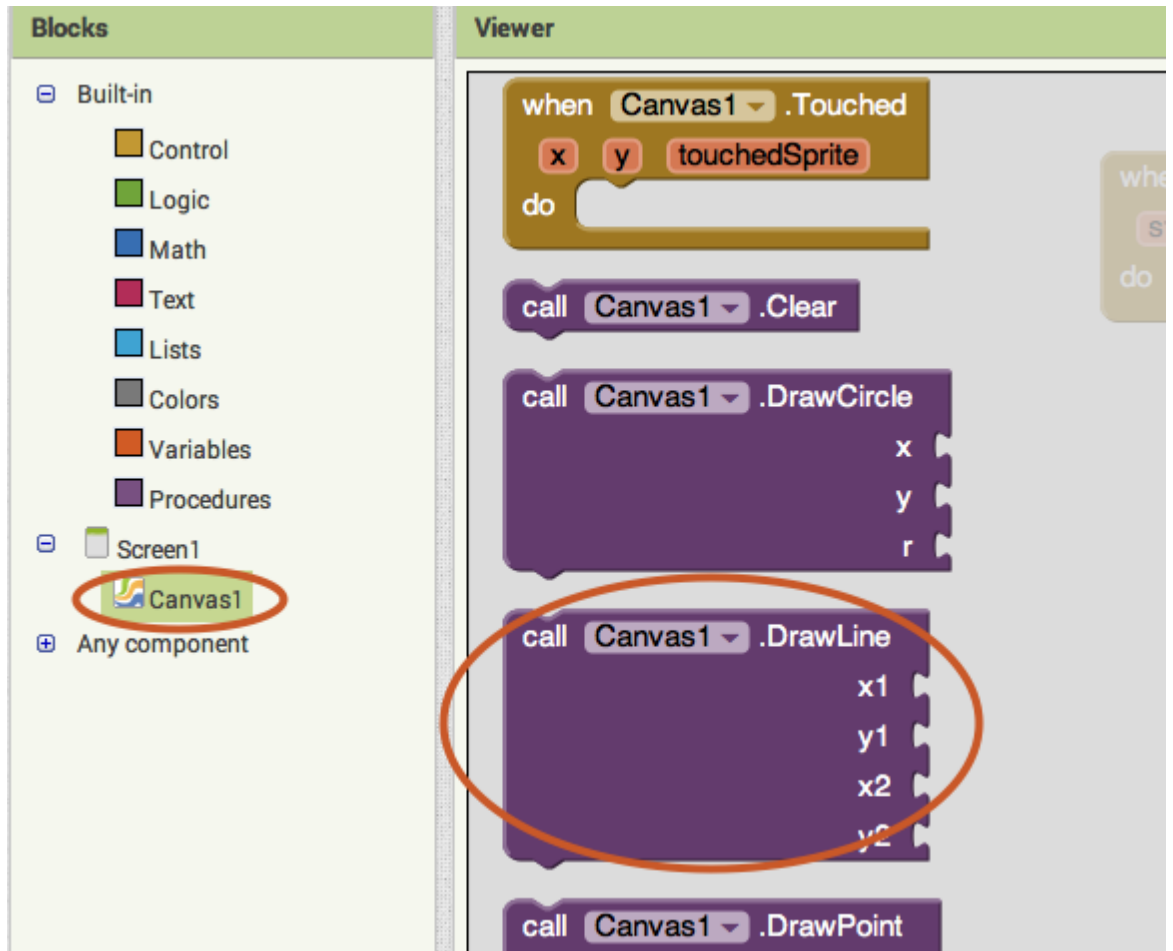 Blocks
Built-in
Control
Logic
Math
Text
Lists
Colors
Variables
Procedures
Screen1
Canvas1
Any component
Viewer
when Canvas1 .Touched
x y touchedSprite
do
call Canvas1 .Clear
call Canvas1 .DrawCircle
x
y
r
call Canvas1 .DrawLine
x1
y1
x2
y2
call Canvas1 .DrawPoint
do